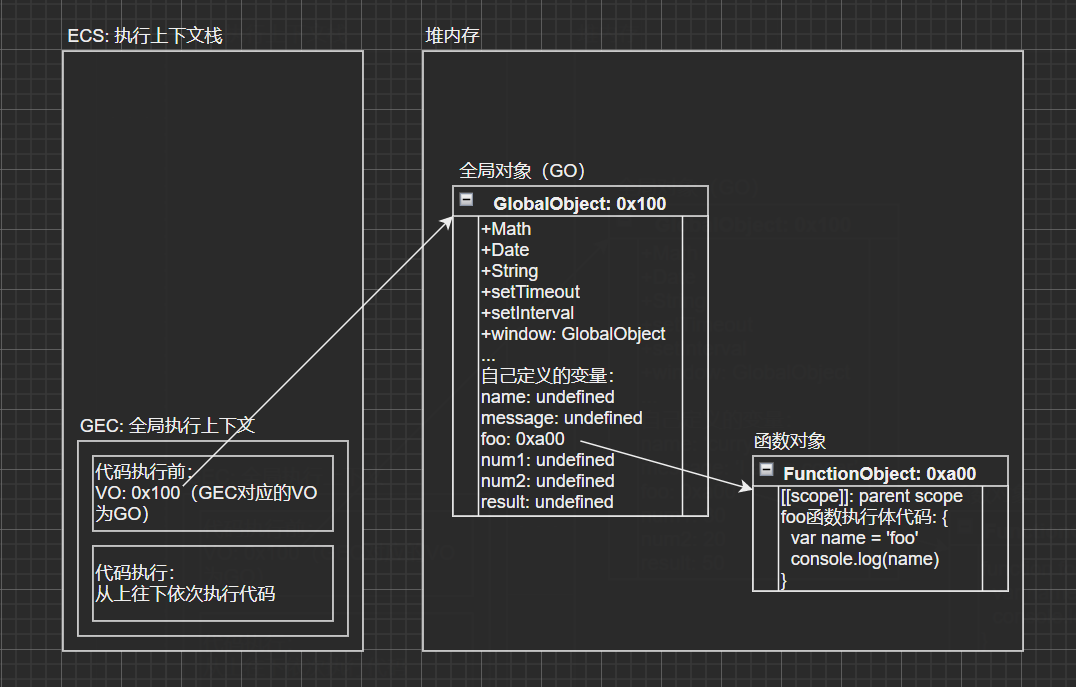 ECS: 执行上下文栈
堆内存
全局对象（GO）
GlobalObject: 0x100
+Math
+Date
+String
+setTimeout
+setInterval
+window: GlobalObject
...
自己定义的变量：
name: undefined
message: undefined
foo: 0xa00
num1: undefined
num2: undefined
result: undefined
GEC: 全局执行上下文
代码执行前：
VO: 0x100（GEC对应的VO
为GO）
代码执行：
从上往下依次执行代码
函数对象
FunctionObject: 0xa00
[[scope]]: parent scope
foo函数执行体代码: {
var name = 'foo'
console.log(name)
}